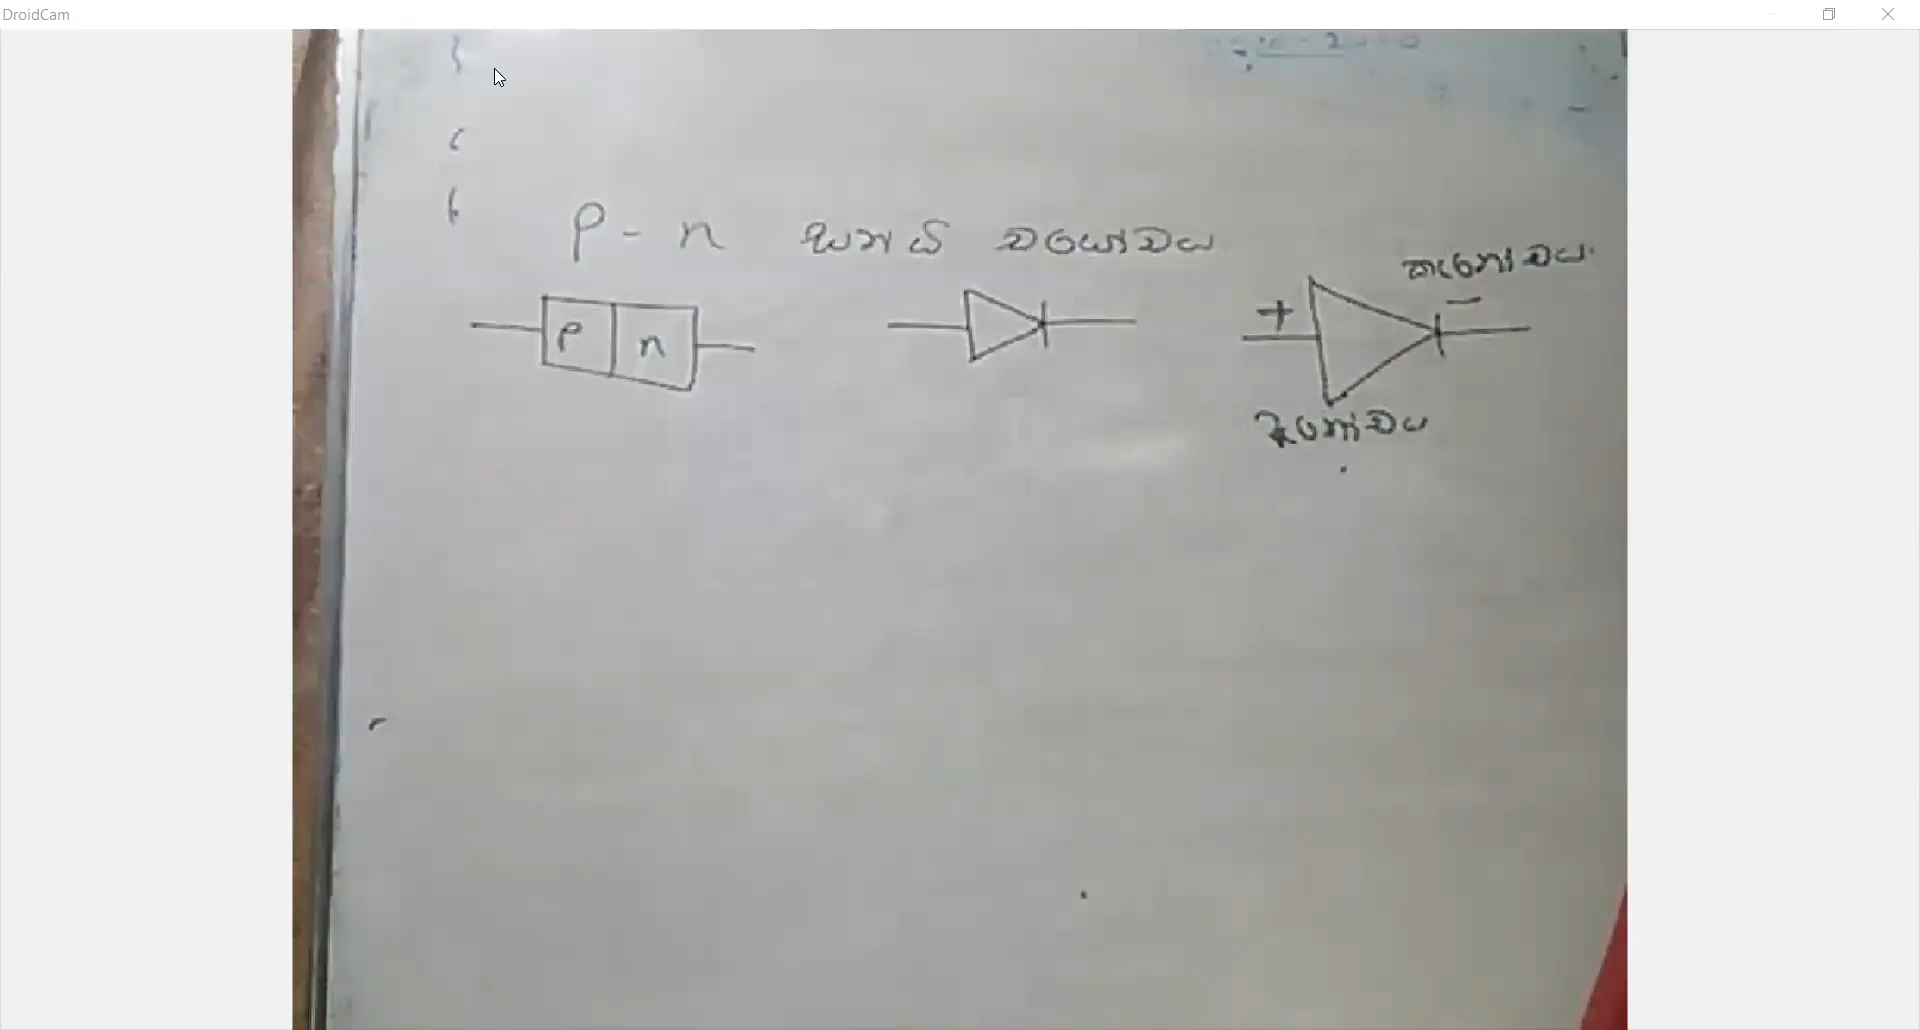 DroidCam
p - n සන්ධි ඩයෝඩය
p n
කැතෝඩය
+ -
ඇනෝඩය